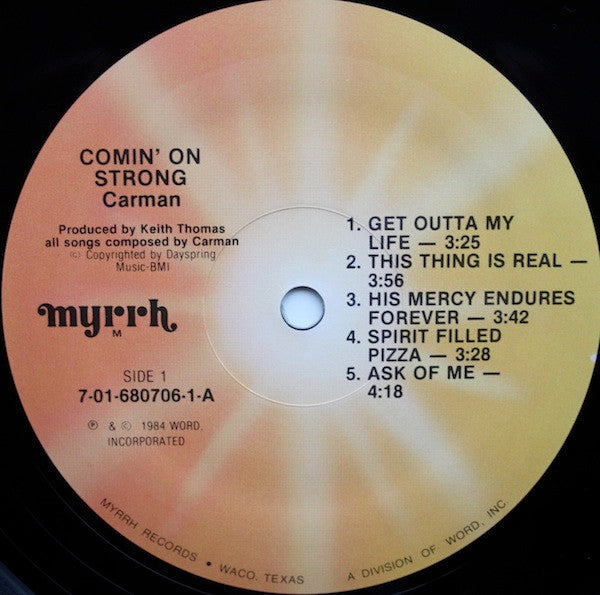 COMIN' ON
STRONG
Carman
Produced by Keith Thomas
all songs composed by Carman
© Copyrighted by Dayspring
Music-BMI
myrrh
M
SIDE 1
7-01-680706-1-A
℗ & © 1984 WORD.
INCORPORATED
1. GET OUTTA MY
LIFE — 3:25
2. THIS THING IS REAL —
3:56
3. HIS MERCY ENDURES
FOREVER — 3:42
4. SPIRIT FILLED
PIZZA — 3:28
5. ASK OF ME —
4:18
MYRRH RECORDS • WACO, TEXAS A DIVISION OF WORD, INC.